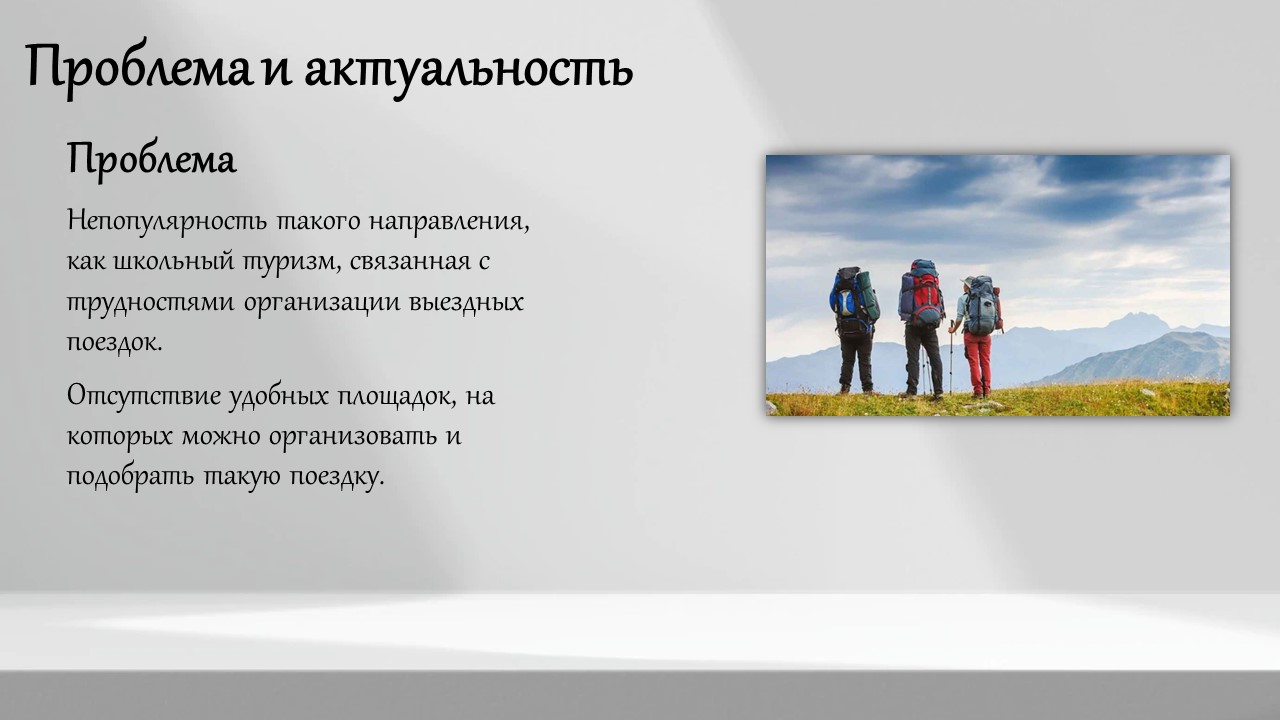 Проблема и актуальность
Проблема
Непопулярность такого направления,
как школьный туризм, связанная с
трудностями организации выездных
поездок.
Отсутствие удобных площадок, на
которых можно организовать и
подобрать такую поездку.